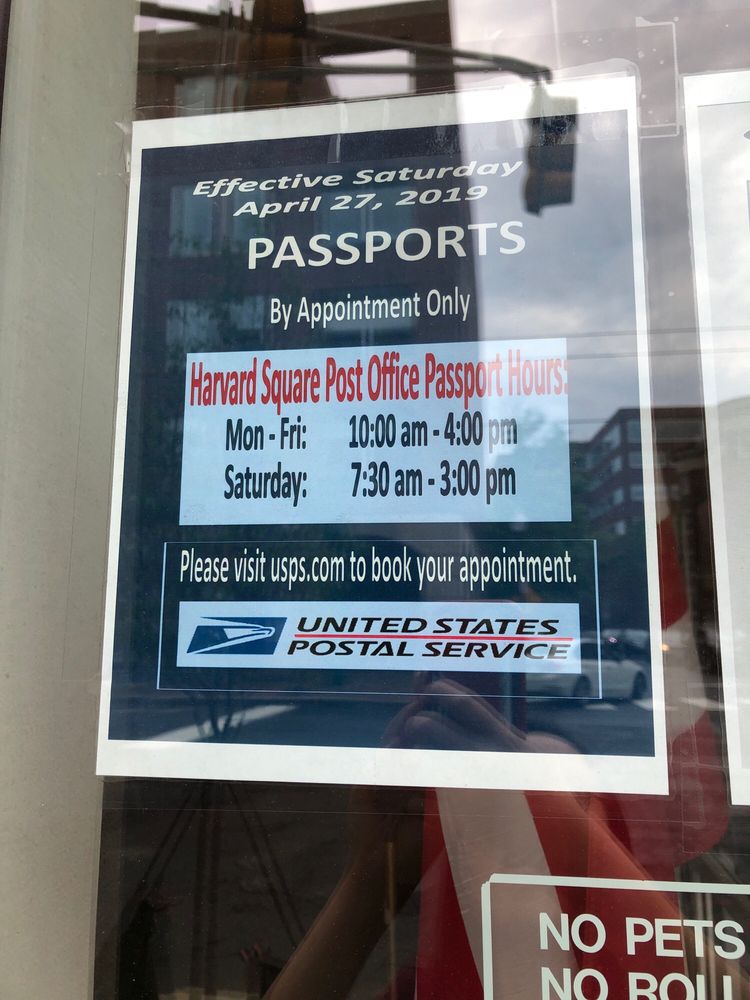 Effective Saturday
April 27, 2019
PASSPORTS
By Appointment Only
Harvard Square Post Office Passport Hours:
Mon - Fri: 10:00 am - 4:00 pm
Saturday: 7:30 am - 3:00 pm
Please visit usps.com to book your appointment.
UNITED STATES
POSTAL SERVICE
NO PETS
NO